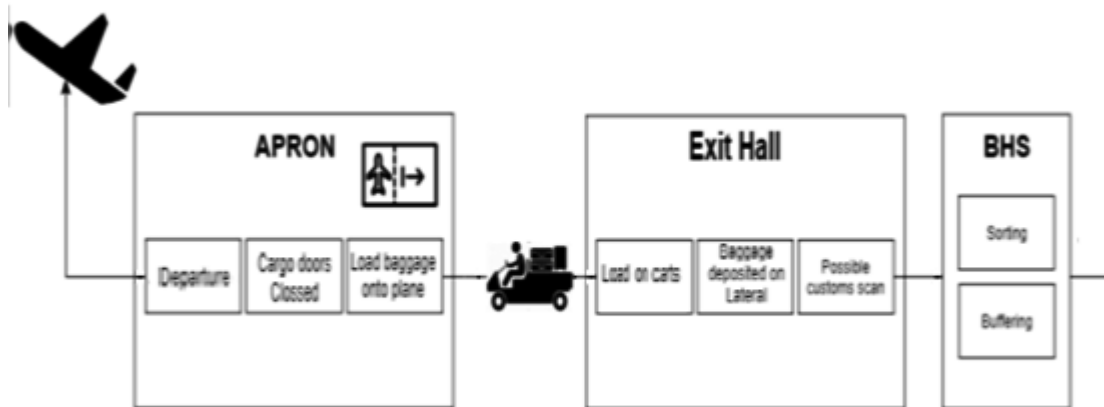 APRON
Departure
Cargo doors
Clossed
Load baggage
onto plane
Exit Hall
Load on carts
Baggage
deposited on
Lateral
Possible
customs scan
BHS
Sorting
Buffering